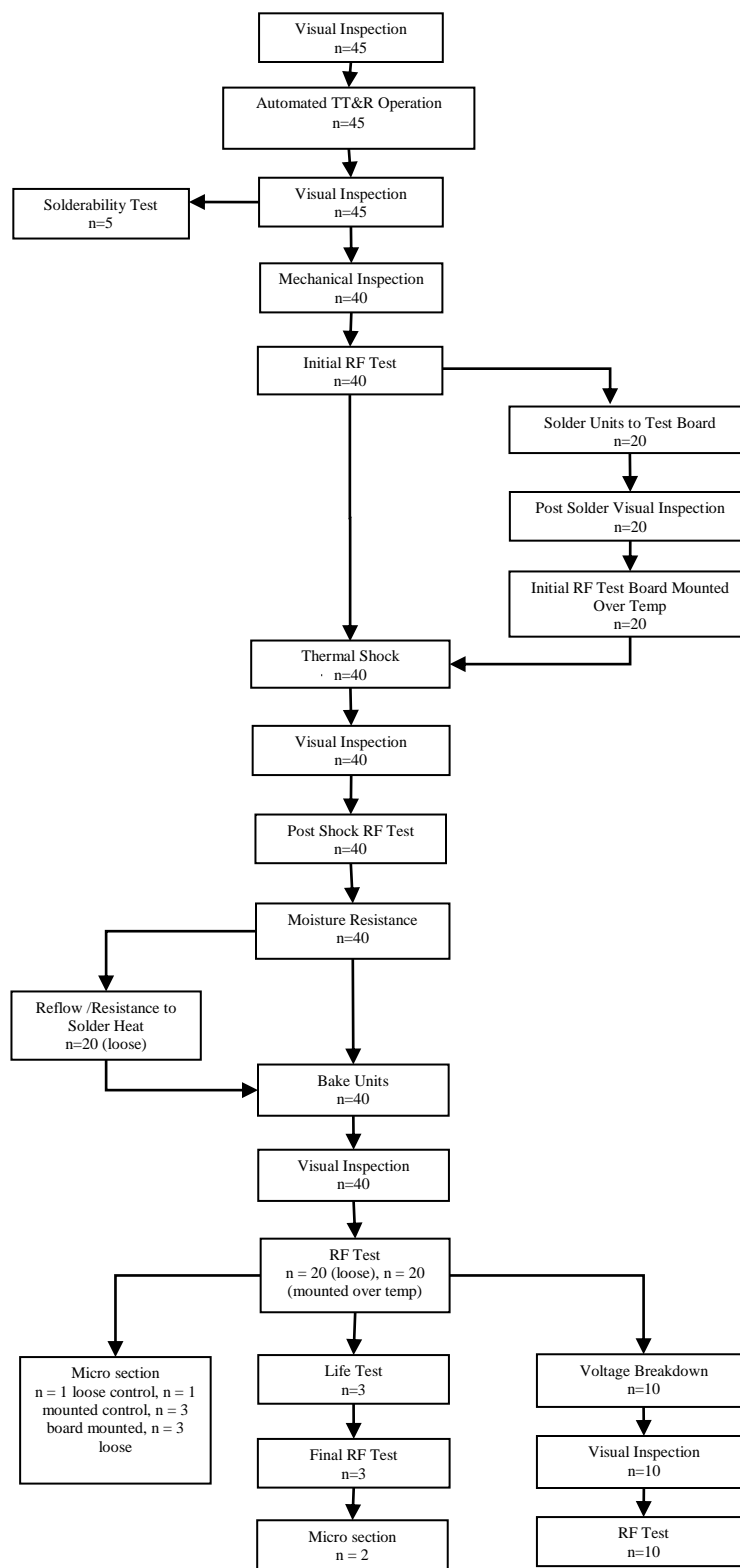 Visual Inspection
n=45
Automated TT&R Operation
n=45
Visual Inspection
n=45
Solderability Test
n=5
Mechanical Inspection
n=40
Initial RF Test
n=40
Solder Units to Test Board
n=20
Post Solder Visual Inspection
n=20
Initial RF Test Board Mounted
Over Temp
n=20
Thermal Shock
n=40
Visual Inspection
n=40
Post Shock RF Test
n=40
Moisture Resistance
n=40
Reflow /Resistance to
Solder Heat
n=20 (loose)
Bake Units
n=40
Visual Inspection
n=40
RF Test
n = 20 (loose), n = 20
(mounted over temp)
Micro section
n = 1 loose control, n = 1
mounted control, n = 3
board mounted, n = 3
loose
Life Test
n=3
Final RF Test
n=3
Micro section
n = 2
Voltage Breakdown
n=10
Visual Inspection
n=10
RF Test
n=10